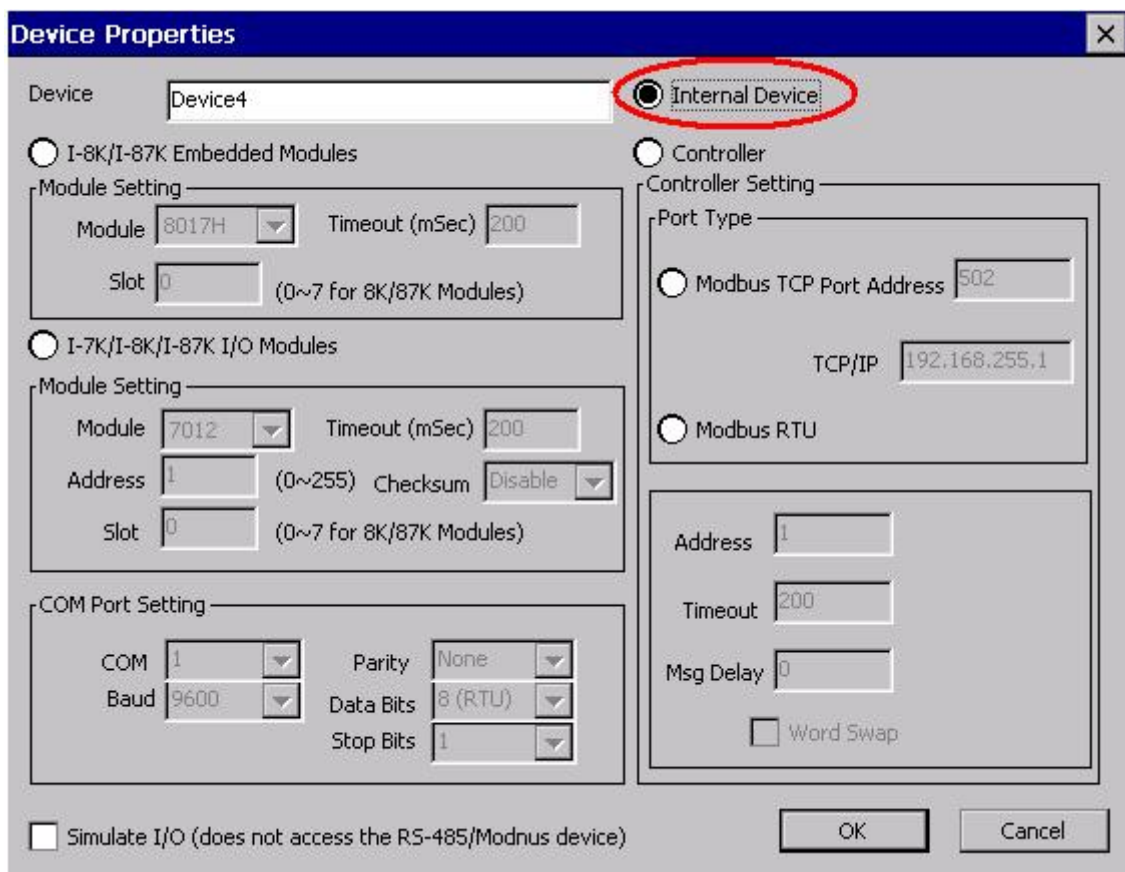 Device Properties
Device Device4 Internal Device
I-8K/I-87K Embedded Modules
Module Setting
Module 8017H Timeout (mSec) 200
Slot 0 (0~7 for 8K/87K Modules)
I-7K/I-8K/I-87K I/O Modules
Module Setting
Module 7012 Timeout (mSec) 200
Address 1 (0~255) Checksum Disable
Slot 0 (0~7 for 8K/87K Modules)
COM Port Setting
COM 1 Parity None
Baud 9600 Data Bits 8 (RTU)
Stop Bits 1
Controller
Controller Setting
Port Type
Modbus TCP Port Address 502
TCP/IP 192.168.255.1
Modbus RTU
Address 1
Timeout 200
Msg Delay 0
Word Swap
Simulate I/O (does not access the RS-485/Modnus device)
OK Cancel